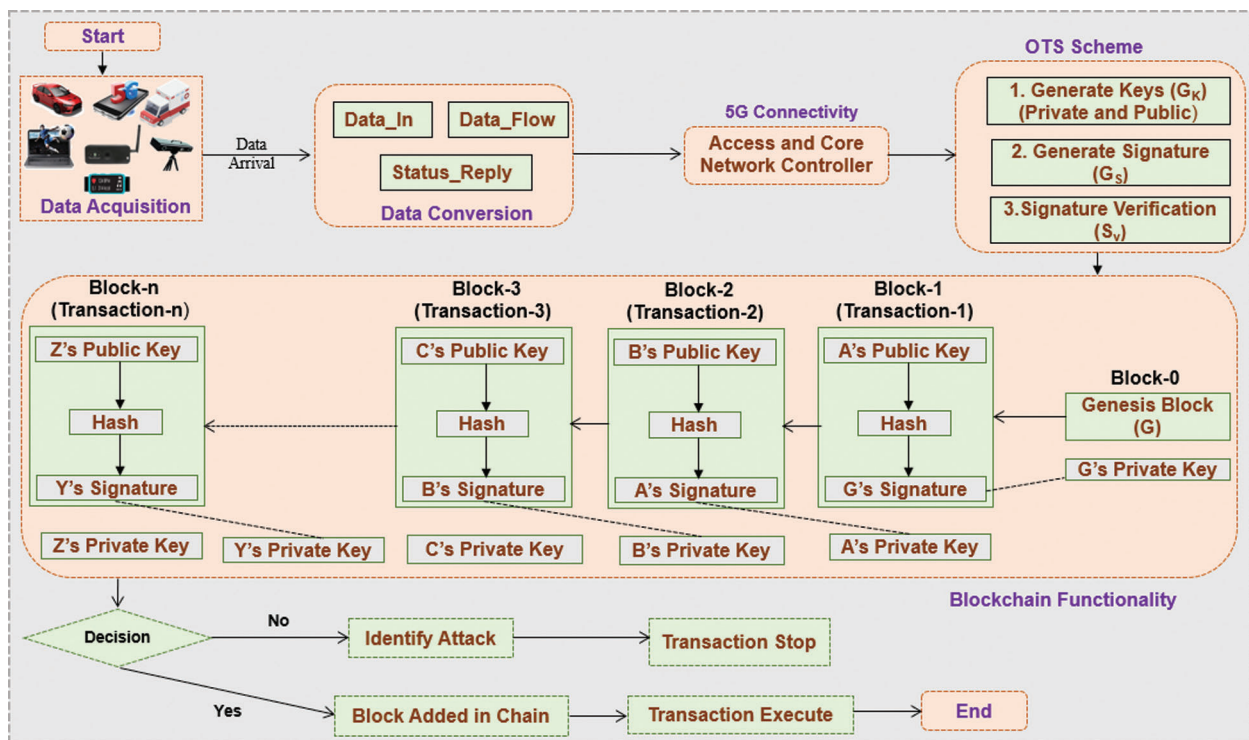 Start
5G
Data Acquisition
Data
Arrival
Data_In
Data_Flow
Status_Reply
Data Conversion
5G Connectivity
Access and Core
Network Controller
OTS Scheme
1. Generate Keys (G_K)
(Private and Public)
2. Generate Signature
(G_S)
3.Signature Verification
(S_v)
Block-n
(Transaction-n)
Z's Public Key
Hash
Y's Signature
Z's Private Key
Y's Private Key
Block-3
(Transaction-3)
C's Public Key
Hash
B's Signature
C's Private Key
Block-2
(Transaction-2)
B's Public Key
Hash
A's Signature
B's Private Key
Block-1
(Transaction-1)
A's Public Key
Hash
G's Signature
A's Private Key
Block-0
Genesis Block
(G)
G's Private Key
Blockchain Functionality
Decision
No
Identify Attack
Transaction Stop
Yes
Block Added in Chain
Transaction Execute
End